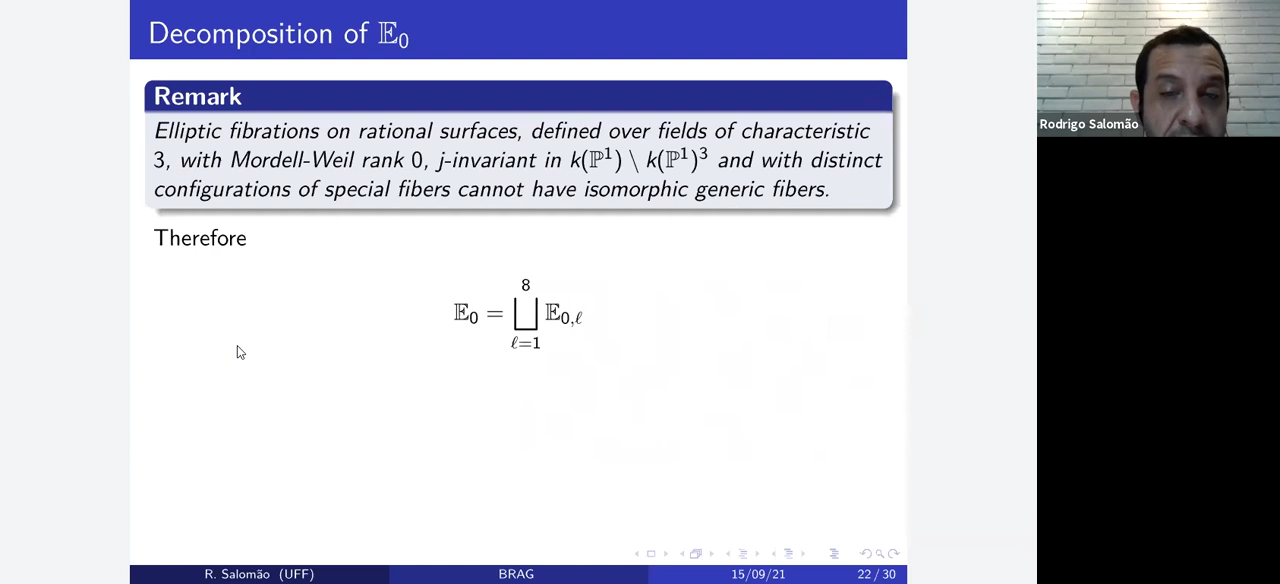 Decomposition of 𝔼₀
Remark
Elliptic fibrations on rational surfaces, defined over fields of characteristic
3, with Mordell-Weil rank 0, j-invariant in k(ℙ¹) \ k(ℙ¹)³ and with distinct
configurations of special fibers cannot have isomorphic generic fibers.
Therefore
𝔼₀ = ⨆_{ℓ=1}^{8} 𝔼_{0,ℓ}
R. Salomão (UFF) BRAG 15/09/21 22 / 30
Rodrigo Salomão